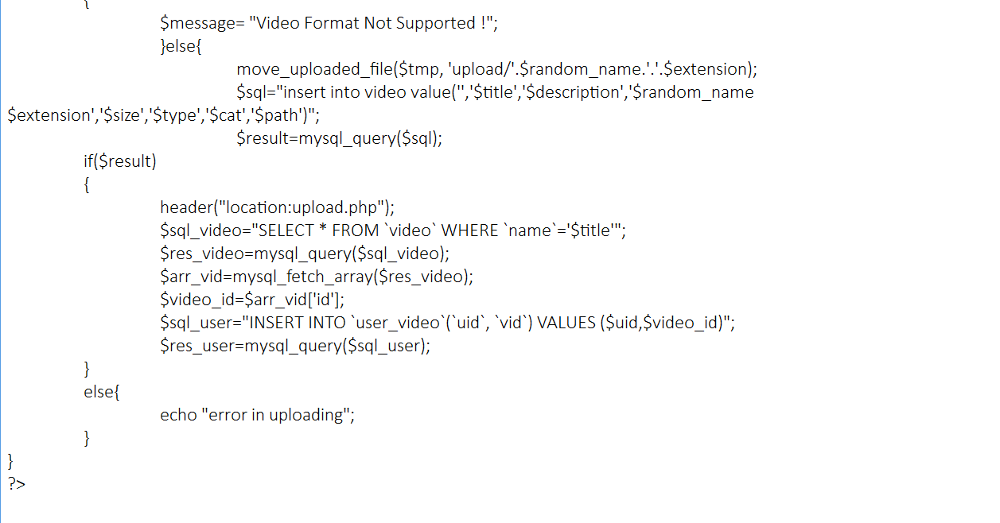 {
$message= "Video Format Not Supported !";
}else{
move_uploaded_file($tmp, 'upload/'.$random_name.'.'.$extension);
$sql="insert into video value('','$title','$description','$random_name
$extension','$size','$type','$cat','$path')";
$result=mysql_query($sql);
if($result)
{
header("location:upload.php");
$sql_video="SELECT * FROM `video` WHERE `name`='$title'";
$res_video=mysql_query($sql_video);
$arr_vid=mysql_fetch_array($res_video);
$video_id=$arr_vid['id'];
$sql_user="INSERT INTO `user_video`(`uid`, `vid`) VALUES ($uid,$video_id)";
$res_user=mysql_query($sql_user);
}
else{
echo "error in uploading";
}
}
?>